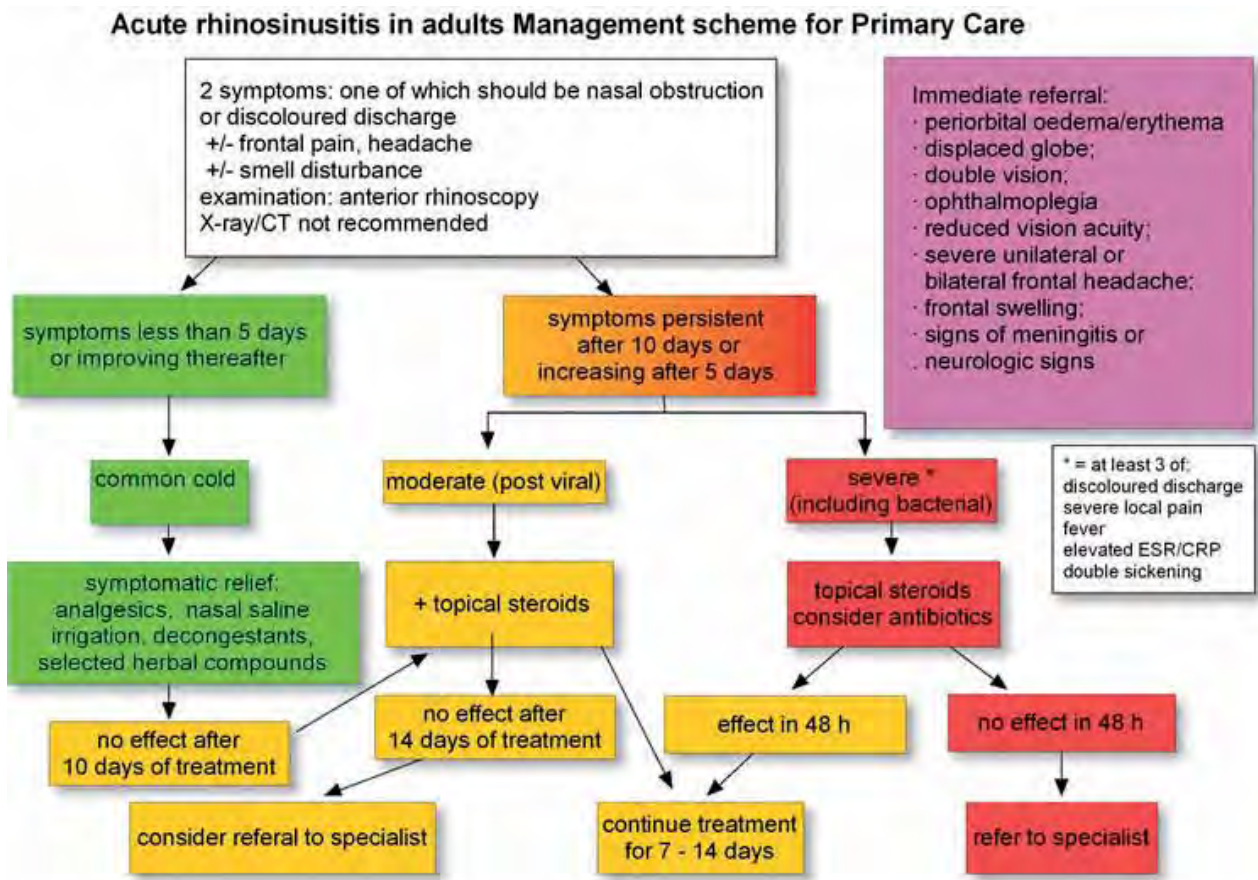 Acute rhinosinusitis in adults Management scheme for Primary Care
2 symptoms: one of which should be nasal obstruction
or discoloured discharge
+/- frontal pain, headache
+/- smell disturbance
examination: anterior rhinoscopy
X-ray/CT not recommended
Immediate referral:
· periorbital oedema/erythema
· displaced globe;
· double vision;
· ophthalmoplegia
· reduced vision acuity;
· severe unilateral or
bilateral frontal headache;
· frontal swelling;
· signs of meningitis or
. neurologic signs
symptoms less than 5 days
or improving thereafter
symptoms persistent
after 10 days or
increasing after 5 days
common cold
moderate (post viral)
severe *
(including bacterial)
* = at least 3 of:
discoloured discharge
severe local pain
fever
elevated ESR/CRP
double sickening
symptomatic relief:
analgesics, nasal saline
irrigation, decongestants,
selected herbal compounds
+ topical steroids
topical steroids
consider antibiotics
no effect after
10 days of treatment
no effect after
14 days of treatment
effect in 48 h
no effect in 48 h
consider referal to specialist
continue treatment
for 7 - 14 days
refer to specialist